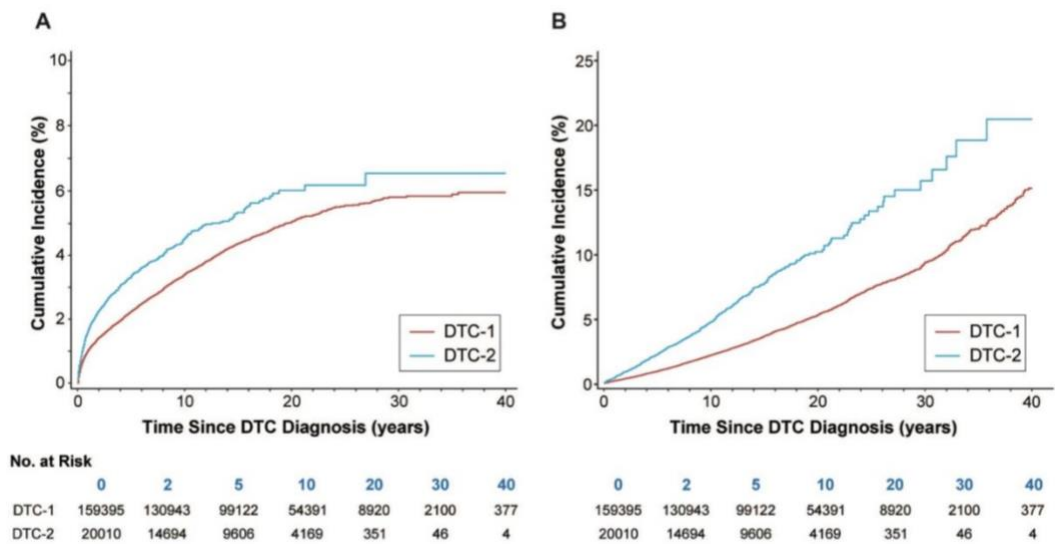 A
Cumulative Incidence (%)
10
8
6
4
2
0
DTC-1
DTC-2
0 10 20 30 40
Time Since DTC Diagnosis (years)
B
Cumulative Incidence (%)
25
20
15
10
5
0
DTC-1
DTC-2
0 10 20 30 40
Time Since DTC Diagnosis (years)
No. at Risk
0 2 5 10 20 30 40
DTC-1 159395 130943 99122 54391 8920 2100 377
DTC-2 20010 14694 9606 4169 351 46 4
0 2 5 10 20 30 40
159395 130943 99122 54391 8920 2100 377
20010 14694 9606 4169 351 46 4